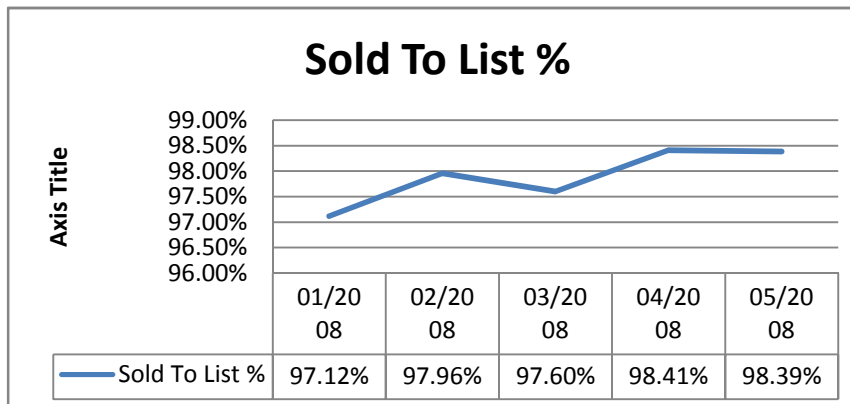 Sold To List %
Axis Title
99.00%
98.50%
98.00%
97.50%
97.00%
96.50%
96.00%
01/20 02/20 03/20 04/20 05/20
08 08 08 08 08
Sold To List % 97.12% 97.96% 97.60% 98.41% 98.39%